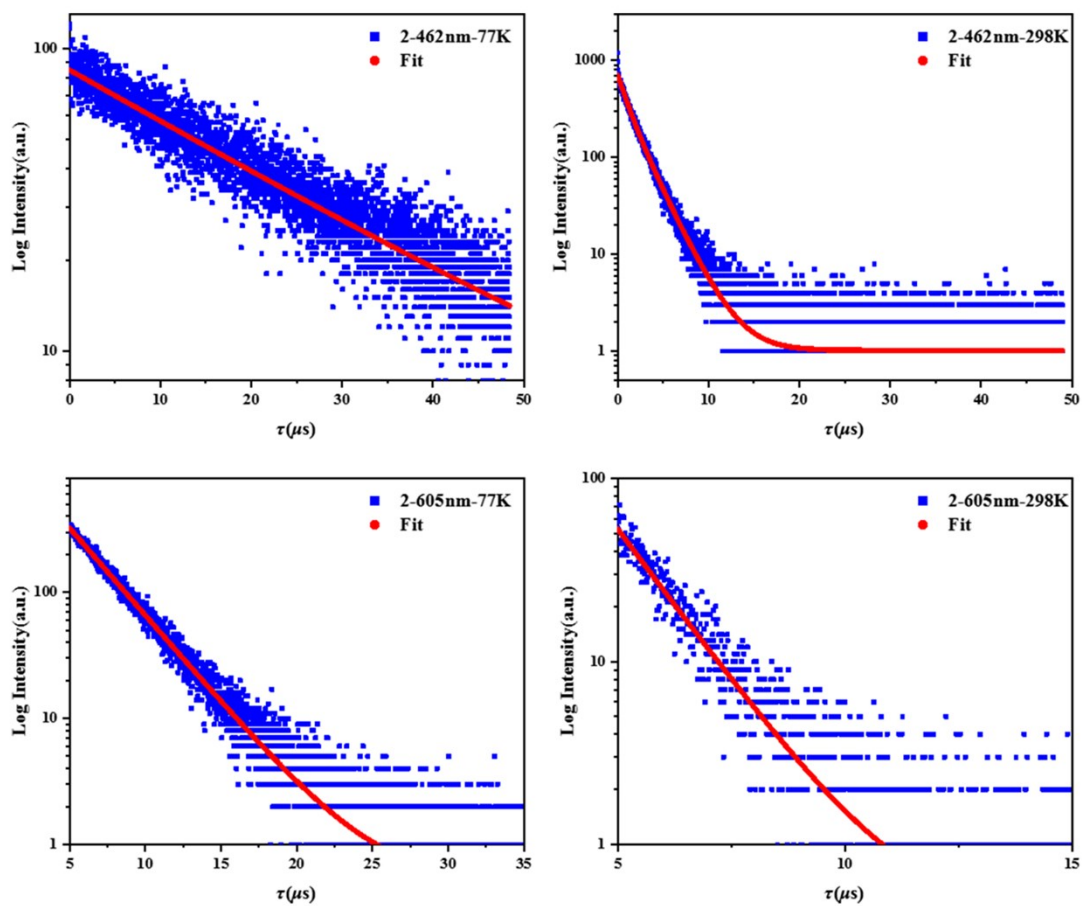 2-462nm-77K
Fit
100
10
Log Intensity(a.u.)
0 10 20 30 40 50
τ(μs)
2-462nm-298K
Fit
1000
100
10
1
Log Intensity(a.u.)
0 10 20 30 40 50
τ(μs)
2-605nm-77K
Fit
100
10
1
Log Intensity(a.u.)
5 10 15 20 25 30 35
τ(μs)
2-605nm-298K
Fit
100
10
1
Log Intensity(a.u.)
5 10 15
τ(μs)